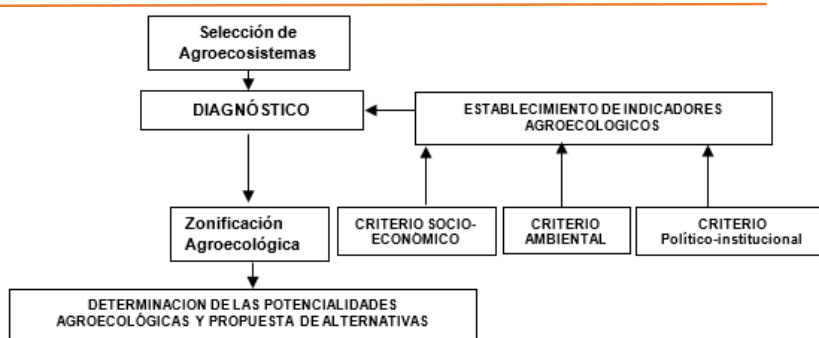 Selección de
Agroecosistemas
DIAGNÓSTICO
ESTABLECIMIENTO DE INDICADORES
AGROECOLOGICOS
Zonificación
Agroecológica
CRITERIO SOCIO-
ECONÓMICO
CRITERIO
AMBIENTAL
CRITERIO
Político-institucional
DETERMINACION DE LAS POTENCIALIDADES
AGROECOLÓGICAS Y PROPUESTA DE ALTERNATIVAS